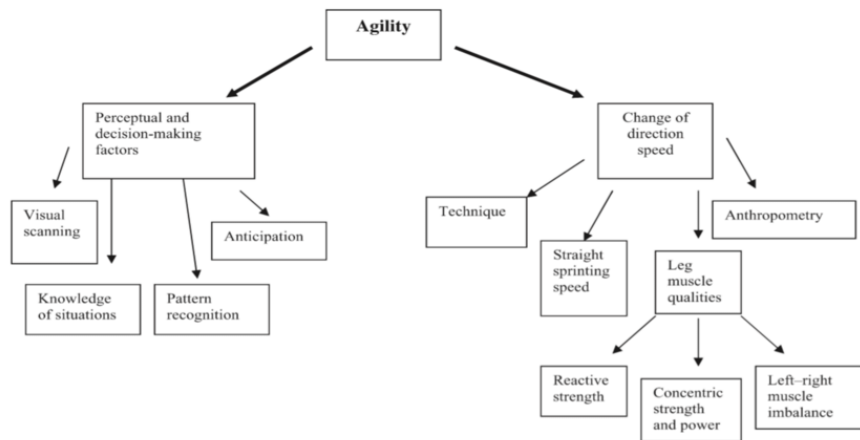 Agility
Perceptual and
decision-making
factors
Change of
direction
speed
Visual
scanning
Anticipation
Technique
Anthropometry
Straight
sprinting
speed
Leg
muscle
qualities
Knowledge
of situations
Pattern
recognition
Reactive
strength
Concentric
strength
and power
Left–right
muscle
imbalance